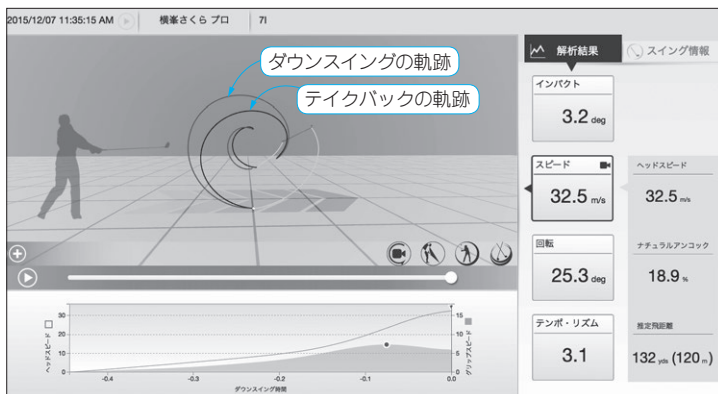 2015/12/07 11:35:15 AM
横峯さくら プロ
7I
ダウンスイングの軌跡
テイクバックの軌跡
解析結果
スイング情報
インパクト
3.2 deg
スピード
32.5 m/s
ヘッドスピード
32.5 m/s
回転
25.3 deg
ナチュラルアンコック
18.9 %
テンポ・リズム
3.1
推定飛距離
132 yds (120 m)
ヘッドスピード
30
20
10
0
15
10
5
0
グリップスピード
-0.4
-0.3
-0.2
-0.1
0.0
ダウンスイング時間